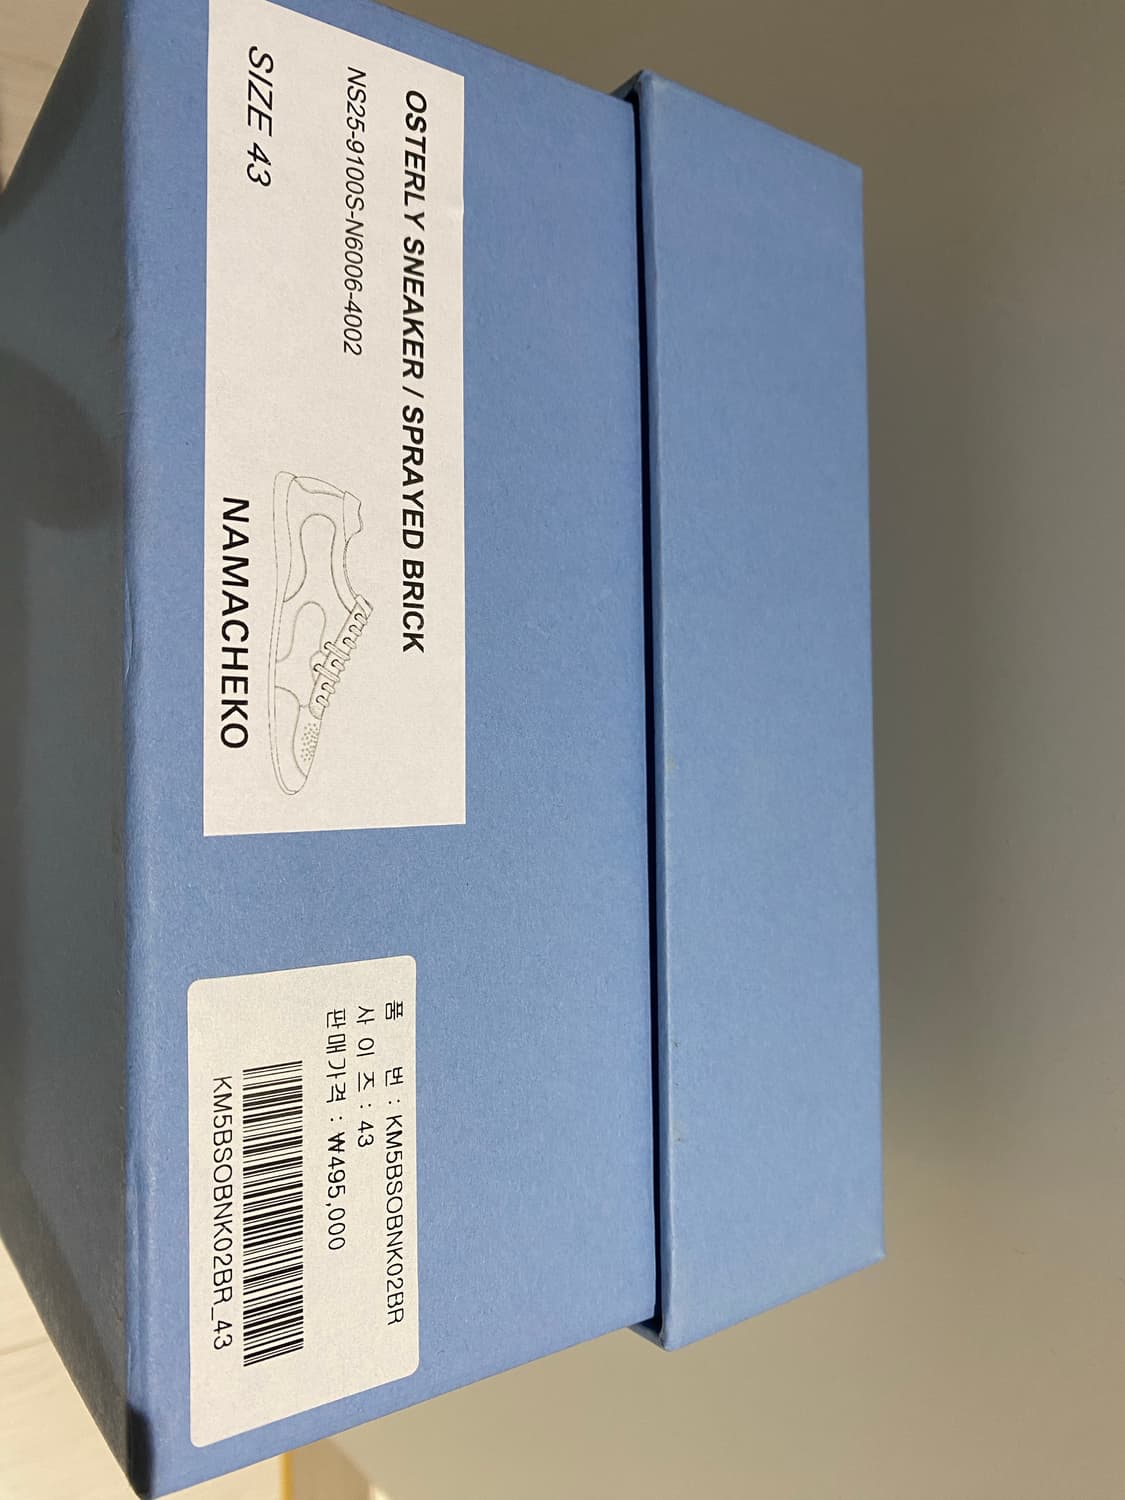 OSTERLY SNEAKER / SPRAYED BRICK
NS25-9100S-N6006-4002
SIZE 43
NAMACHEKO
품 번 : KM5BSOBNK02BR
사 이 즈 : 43
판매가격 : ₩495,000
KM5BSOBNK02BR_43